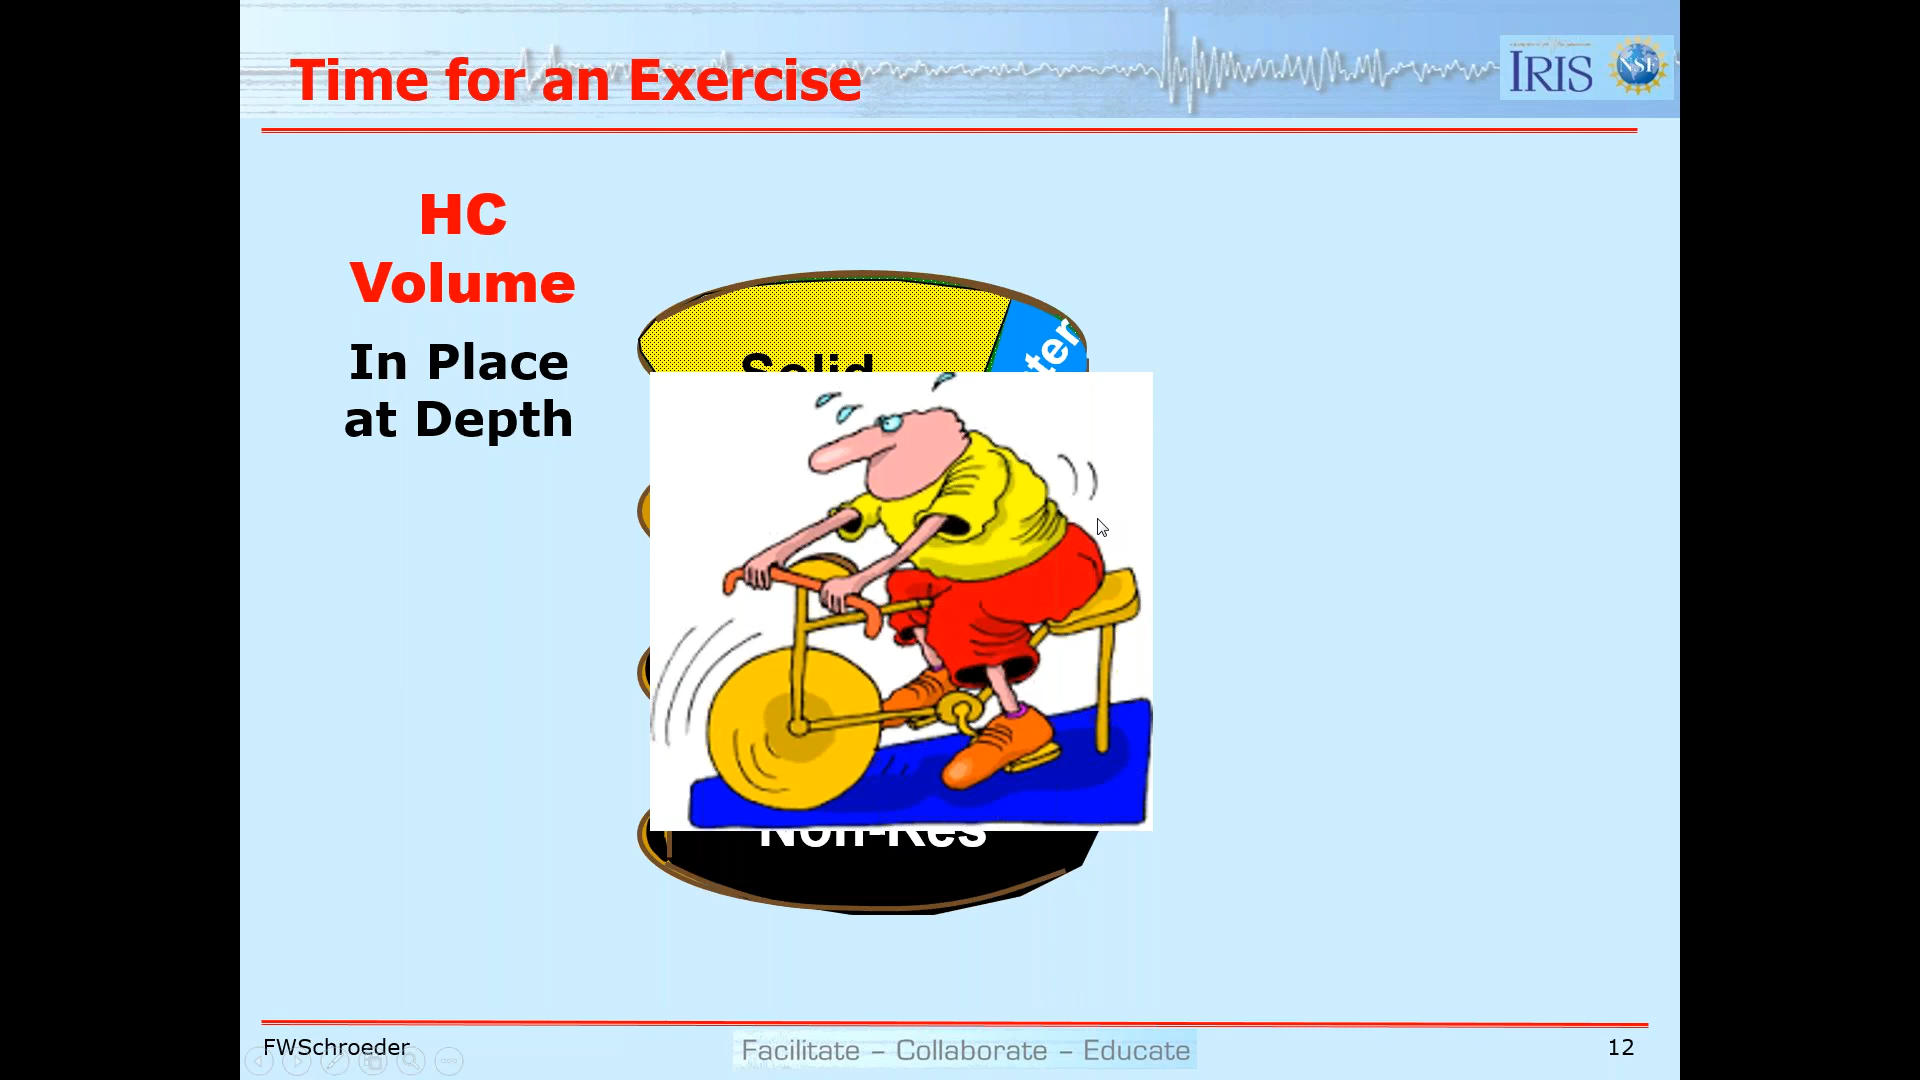 Time for an Exercise
IRIS
NSF
HC
Volume
In Place
at Depth
Solid
Non-Res
FWSchroeder
Facilitate – Collaborate – Educate
12